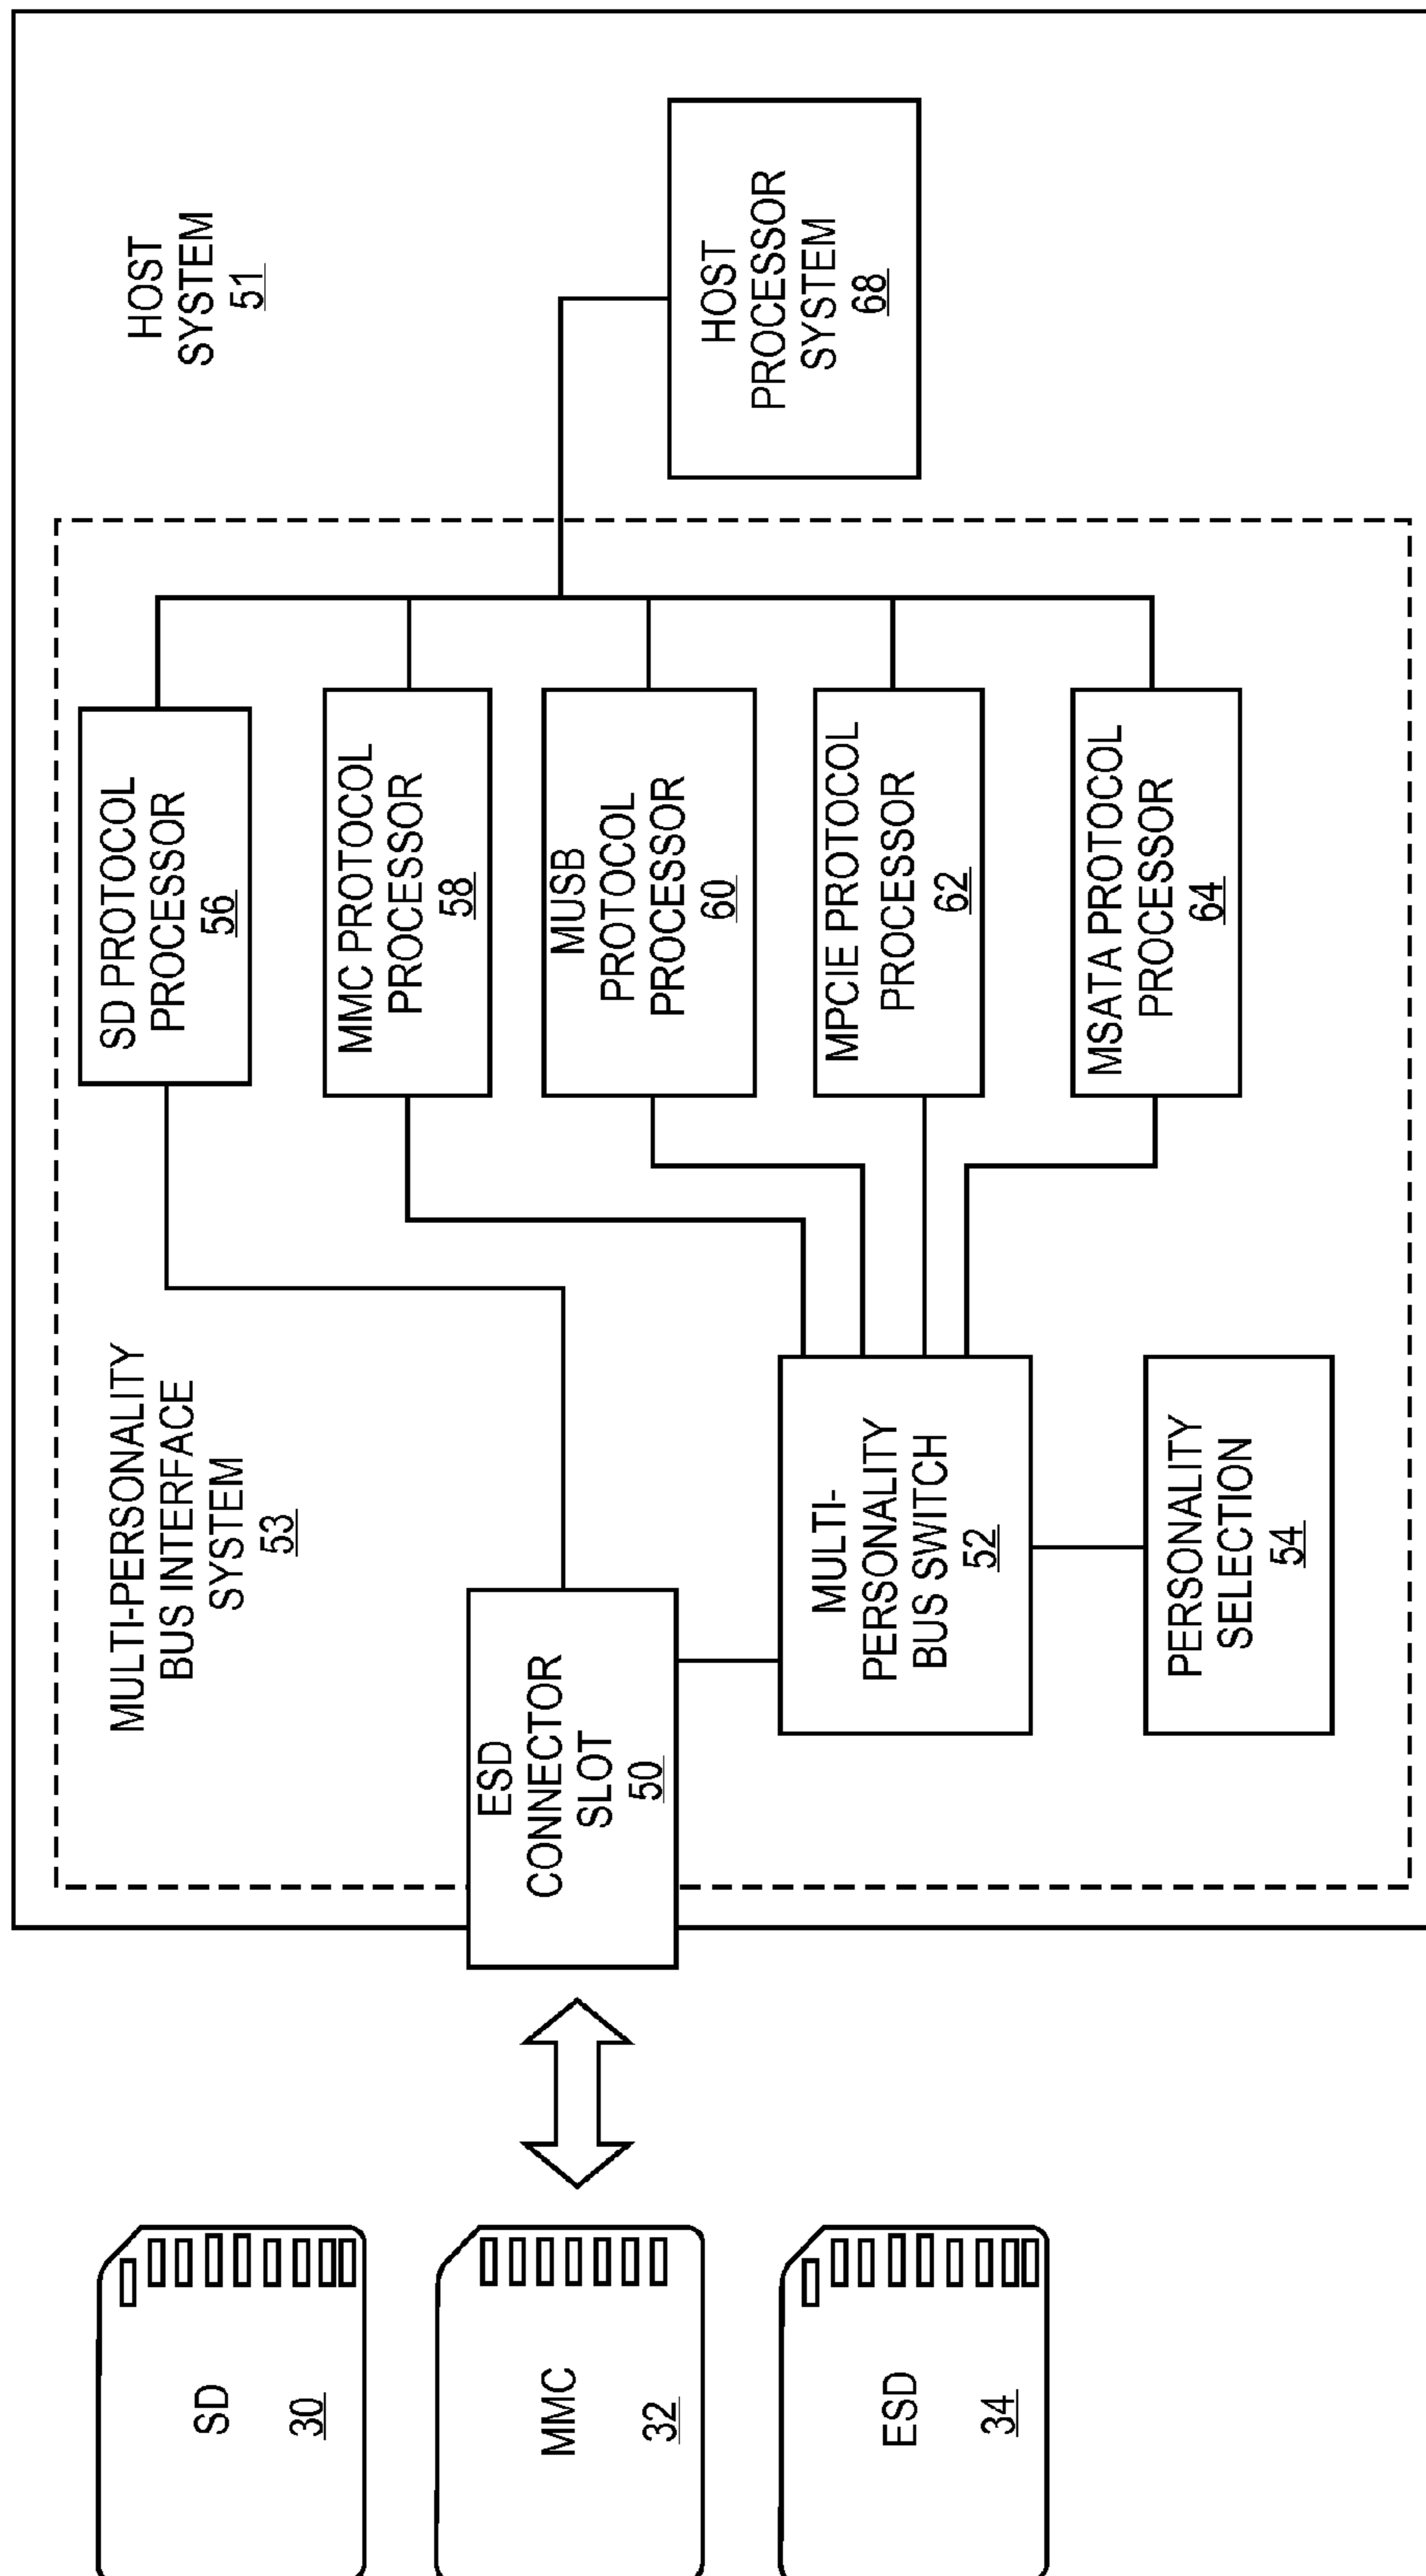 SD
30
MMC
32
ESD
34
ESD
CONNECTOR
SLOT
50
MULTI-PERSONALITY
BUS INTERFACE
SYSTEM
53
MULTI-
PERSONALITY
BUS SWITCH
52
PERSONALITY
SELECTION
54
SD PROTOCOL
PROCESSOR
56
MMC PROTOCOL
PROCESSOR
58
MUSB
PROTOCOL
PROCESSOR
60
MPCIE PROTOCOL
PROCESSOR
62
MSATA PROTOCOL
PROCESSOR
64
HOST
SYSTEM
51
HOST
PROCESSOR
SYSTEM
68